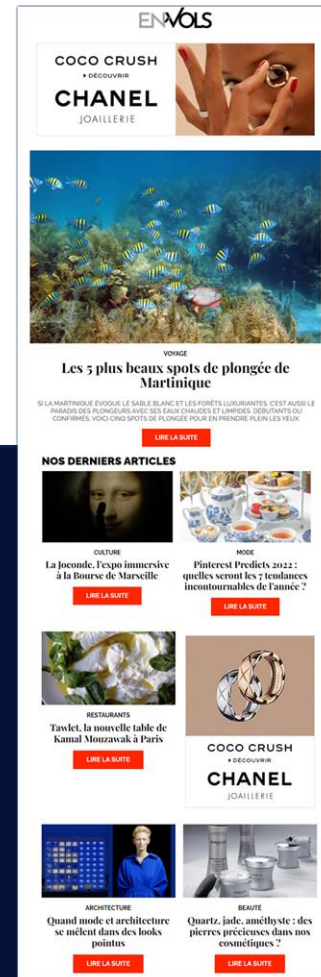 ENVOLS
COCO CRUSH
▸ DÉCOUVRIR
CHANEL
JOAILLERIE
VOYAGE
Les 5 plus beaux spots de plongée de
Martinique
SI LA MARTINIQUE ÉVOQUE LE SABLE BLANC ET LES FORÊTS LUXURIANTES, C'EST AUSSI LE
PARADIS DES PLONGEURS AVEC SES EAUX CHAUDES ET LIMPIDES. DÉBUTANTS OU
CONFIRMÉS, VOICI CINQ SPOTS DE PLONGÉE POUR EN PRENDRE PLEIN LES YEUX
LIRE LA SUITE
NOS DERNIERS ARTICLES
CULTURE
La Joconde, l'expo immersive
à la Bourse de Marseille
LIRE LA SUITE
MODE
Pinterest Predicts 2022 :
quelles seront les 7 tendances
incontournables de l'année ?
LIRE LA SUITE
RESTAURANTS
Tawlet, la nouvelle table de
Kamal Mouzawak à Paris
LIRE LA SUITE
COCO CRUSH
▸ DÉCOUVRIR
CHANEL
JOAILLERIE
ARCHITECTURE
Quand mode et architecture
se mêlent dans des looks
pointus
LIRE LA SUITE
BEAUTÉ
Quartz, jade, améthyste : des
pierres précieuses dans nos
cosmétiques ?
LIRE LA SUITE